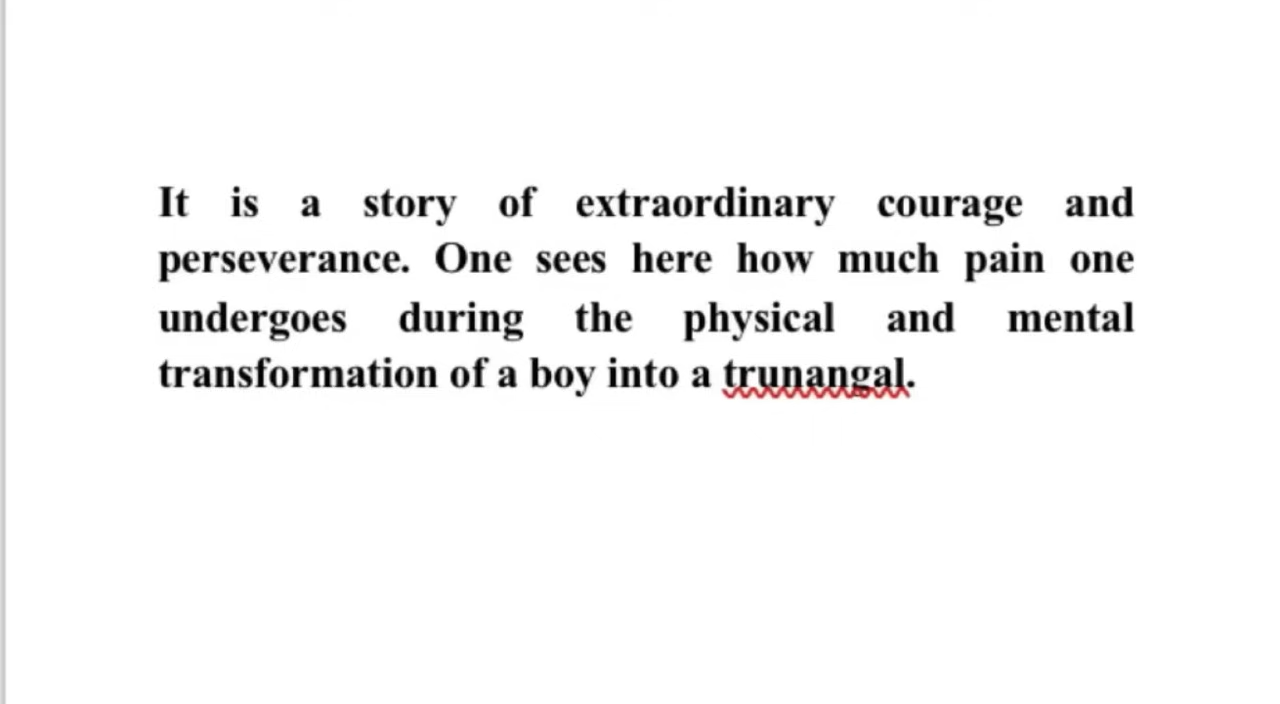 It is a story of extraordinary courage and
perseverance. One sees here how much pain one
undergoes during the physical and mental
transformation of a boy into a trunangal.